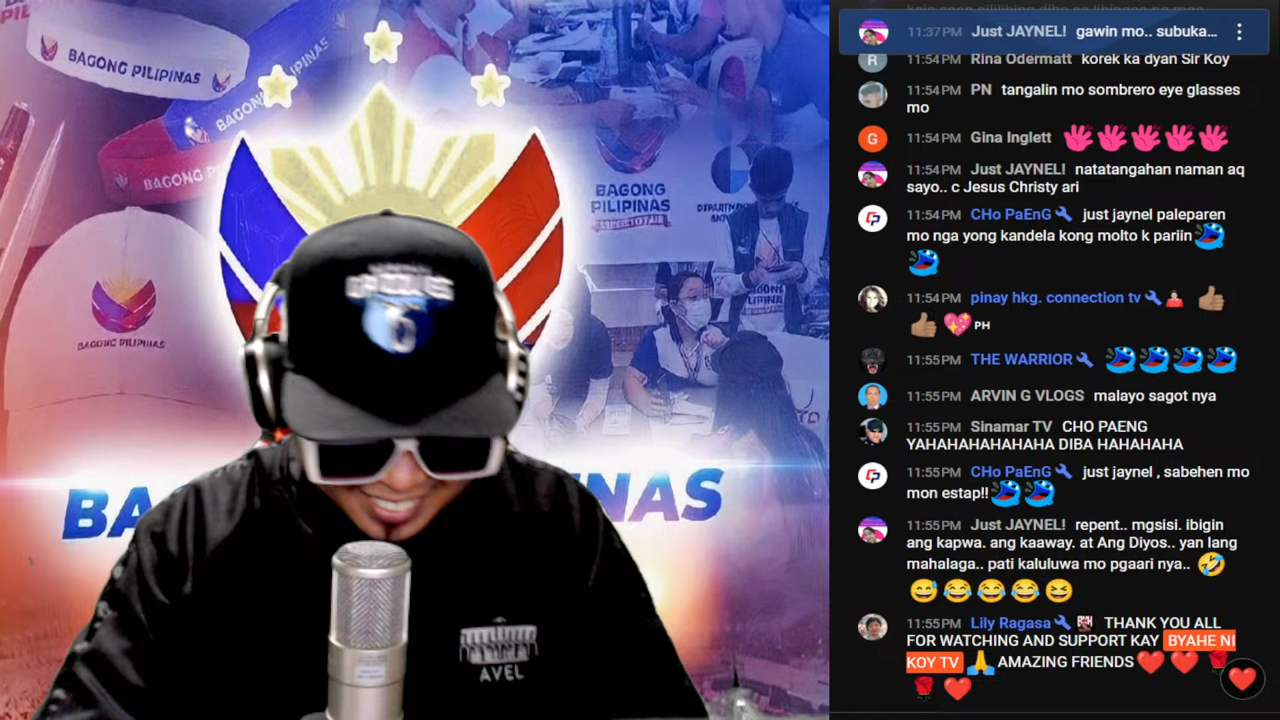 BAGONG PILIPINAS
BAGONG
BAGONG
BAGONG PILIPINAS
BAGONG
PILIPINAS
BA
NAS
AVEL
11:37PM Just JAYNEL! gawin mo.. subuka...
11:54PM Rina Odermatt korek ka dyan Sir Koy
11:54PM PN tangalin mo sombrero eye glasses
mo
11:54PM Gina Inglett
11:54PM Just JAYNEL! natatangahan naman aq
sayo.. c Jesus Christy ari
11:54PM CHo PaEnG just jaynel paleparen
mo nga yong kandela kong molto k pariin
11:54PM pinay hkg. connection tv
PH
11:55PM THE WARRIOR
11:55PM ARVIN G VLOGS malayo sagot nya
11:55PM Sinamar TV CHO PAENG
YAHAHAHAHAHAHA DIBA HAHAHAHA
11:55PM CHo PaEnG just jaynel , sabehen mo
mon estap!!
11:55PM Just JAYNEL! repent.. mgsisi. ibigin
ang kapwa. ang kaaway. at Ang Diyos.. yan lang
mahalaga.. pati kaluluwa mo pgaari nya..
11:55PM Lily Ragasa THANK YOU ALL
FOR WATCHING AND SUPPORT KAY BYAHE NI
KOY TV AMAZING FRIENDS